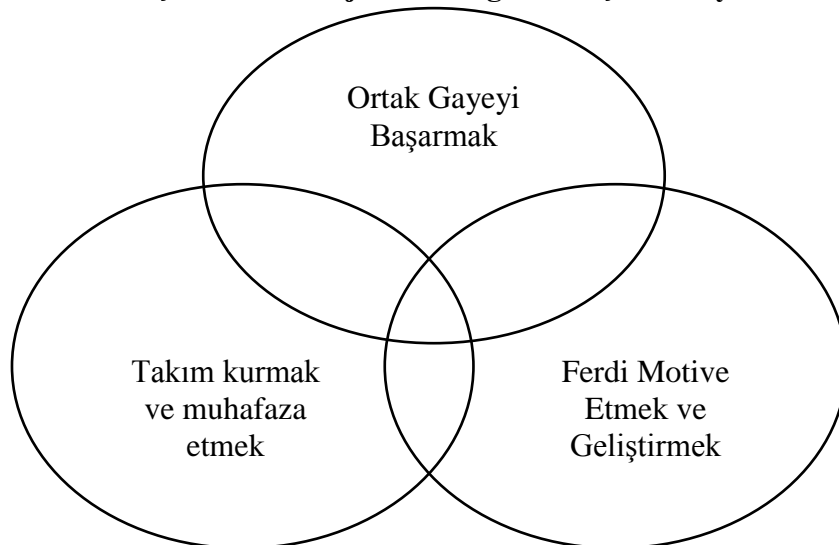 Ortak Gayeyi
Başarmak
Takım kurmak
ve muhafaza
etmek
Ferdi Motive
Etmek ve
Geliştirmek